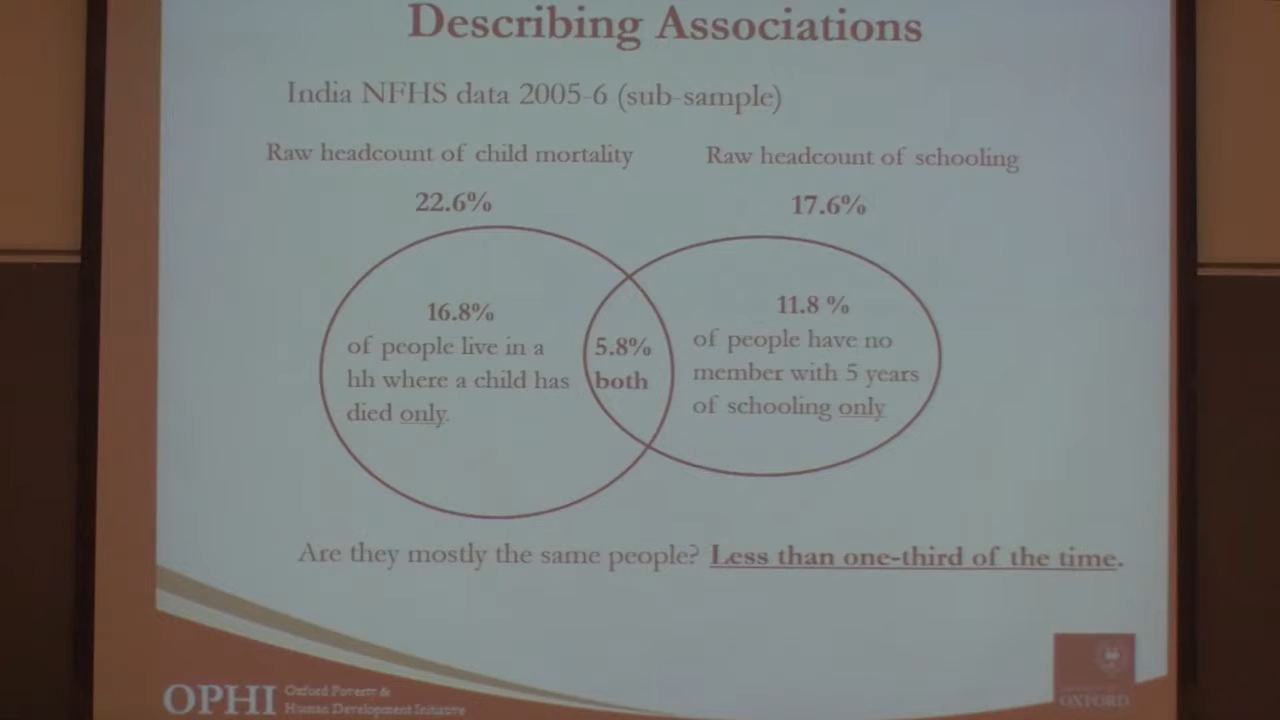 Describing Associations
India NFHS data 2005-6 (sub-sample)
Raw headcount of child mortality
22.6%
Raw headcount of schooling
17.6%
16.8%
of people live in a
hh where a child has
died only.
5.8%
both
11.8 %
of people have no
member with 5 years
of schooling only
Are they mostly the same people? Less than one-third of the time.
OPHI
Oxford Poverty &
Human Development Initiative
UNIVERSITY OF
OXFORD